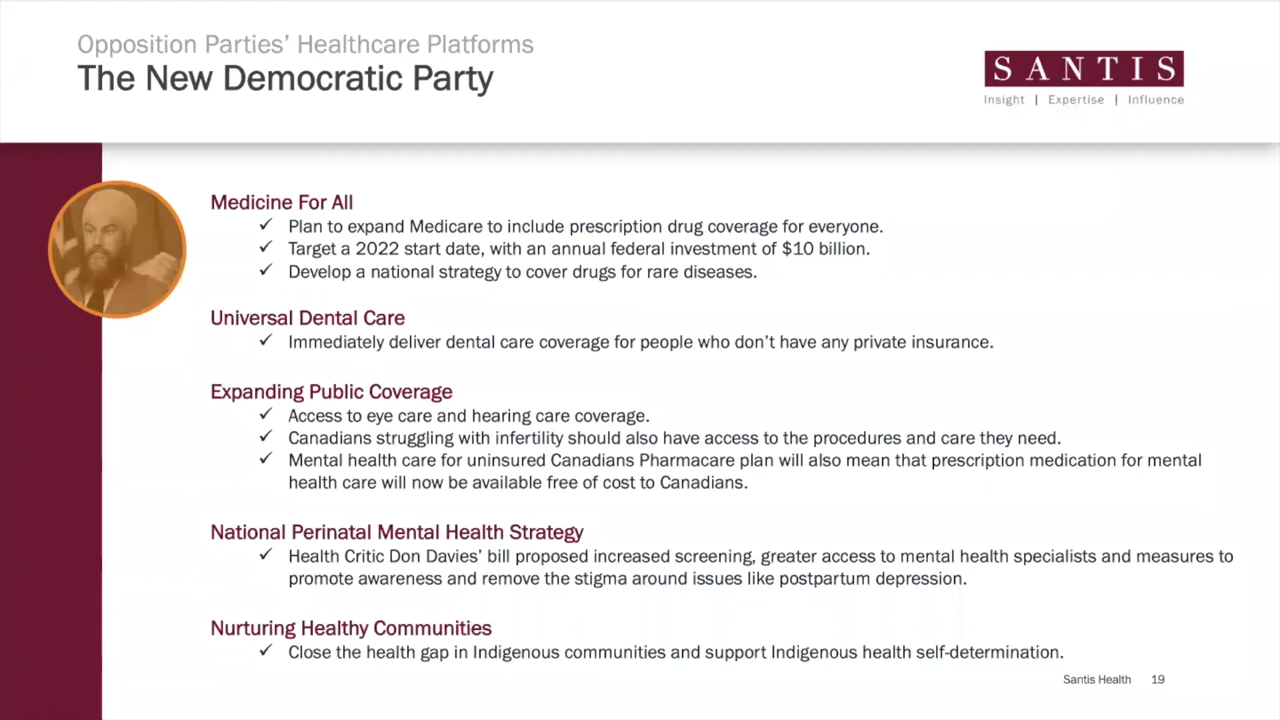 Opposition Parties’ Healthcare Platforms
The New Democratic Party
SANTIS
Insight | Expertise | Influence
Medicine For All
✓ Plan to expand Medicare to include prescription drug coverage for everyone.
✓ Target a 2022 start date, with an annual federal investment of $10 billion.
✓ Develop a national strategy to cover drugs for rare diseases.
Universal Dental Care
✓ Immediately deliver dental care coverage for people who don’t have any private insurance.
Expanding Public Coverage
✓ Access to eye care and hearing care coverage.
✓ Canadians struggling with infertility should also have access to the procedures and care they need.
✓ Mental health care for uninsured Canadians Pharmacare plan will also mean that prescription medication for mental
health care will now be available free of cost to Canadians.
National Perinatal Mental Health Strategy
✓ Health Critic Don Davies’ bill proposed increased screening, greater access to mental health specialists and measures to
promote awareness and remove the stigma around issues like postpartum depression.
Nurturing Healthy Communities
✓ Close the health gap in Indigenous communities and support Indigenous health self-determination.
Santis Health 19